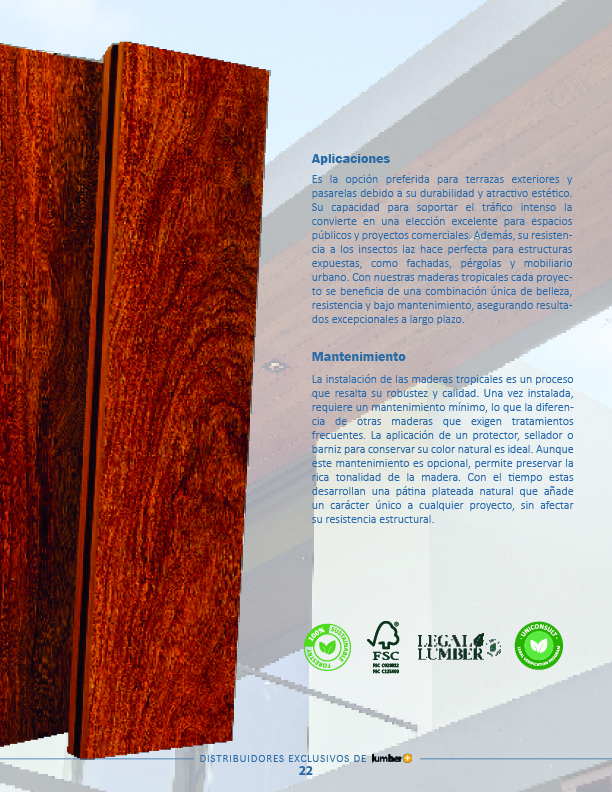 Aplicaciones
Es la opción preferida para terrazas exteriores y
pasarelas debido a su durabilidad y atractivo estético.
Su capacidad para soportar el tráfico intenso la
convierte en una elección excelente para espacios
públicos y proyectos comerciales. Además, su resisten-
cia a los insectos laz hace perfecta para estructuras
expuestas, como fachadas, pérgolas y mobiliario
urbano. Con nuestras maderas tropicales cada proyec-
to se beneficia de una combinación única de belleza,
resistencia y bajo mantenimiento, asegurando resulta-
dos excepcionales a largo plazo.
Mantenimiento
La instalación de las maderas tropicales es un proceso
que resalta su robustez y calidad. Una vez instalada,
requiere un mantenimiento mínimo, lo que la diferen-
cia de otras maderas que exigen tratamientos
frecuentes. La aplicación de un protector, sellador o
barniz para conservar su color natural es ideal. Aunque
este mantenimiento es opcional, permite preservar la
rica tonalidad de la madera. Con el tiempo estas
desarrollan una pátina plateada natural que añade
un carácter único a cualquier proyecto, sin afectar
su resistencia estructural.
100% SUSTAINABLE FORESTRY
FSC
LEGAL
LUMBER
UNICONSULT
LEGAL VERIFICATION PROGRAM
DISTRIBUIDORES EXCLUSIVOS DE lumber
22